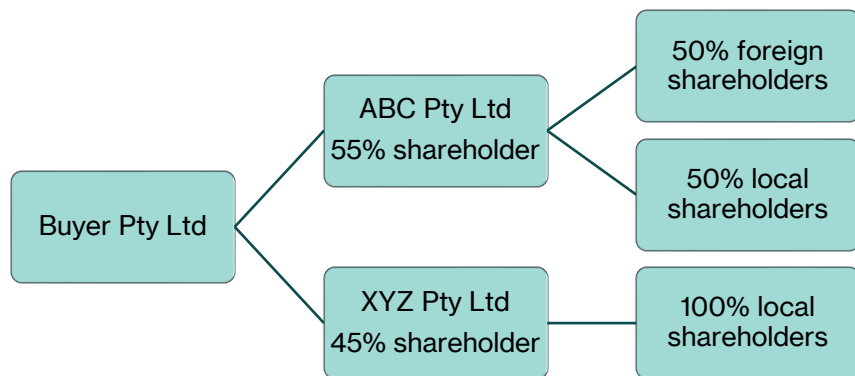 Buyer Pty Ltd
ABC Pty Ltd
55% shareholder
50% foreign
shareholders
50% local
shareholders
XYZ Pty Ltd
45% shareholder
100% local
shareholders